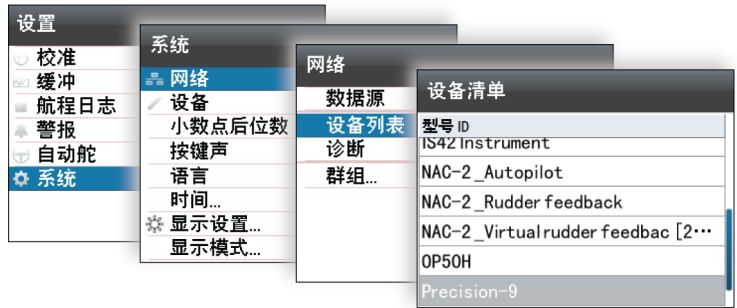 设置
校准
缓冲
航程日志
警报
自动舵
系统
系统
网络
设备
小数点后位数
按键声
语言
时间...
显示设置...
显示模式...
网络
数据源
设备列表
诊断
群组...
设备清单
型号 ID
IS42 Instrument
NAC-2_Autopilot
NAC-2_Rudder feedback
NAC-2_Virtual rudder feedbac [2…
OP50H
Precision-9